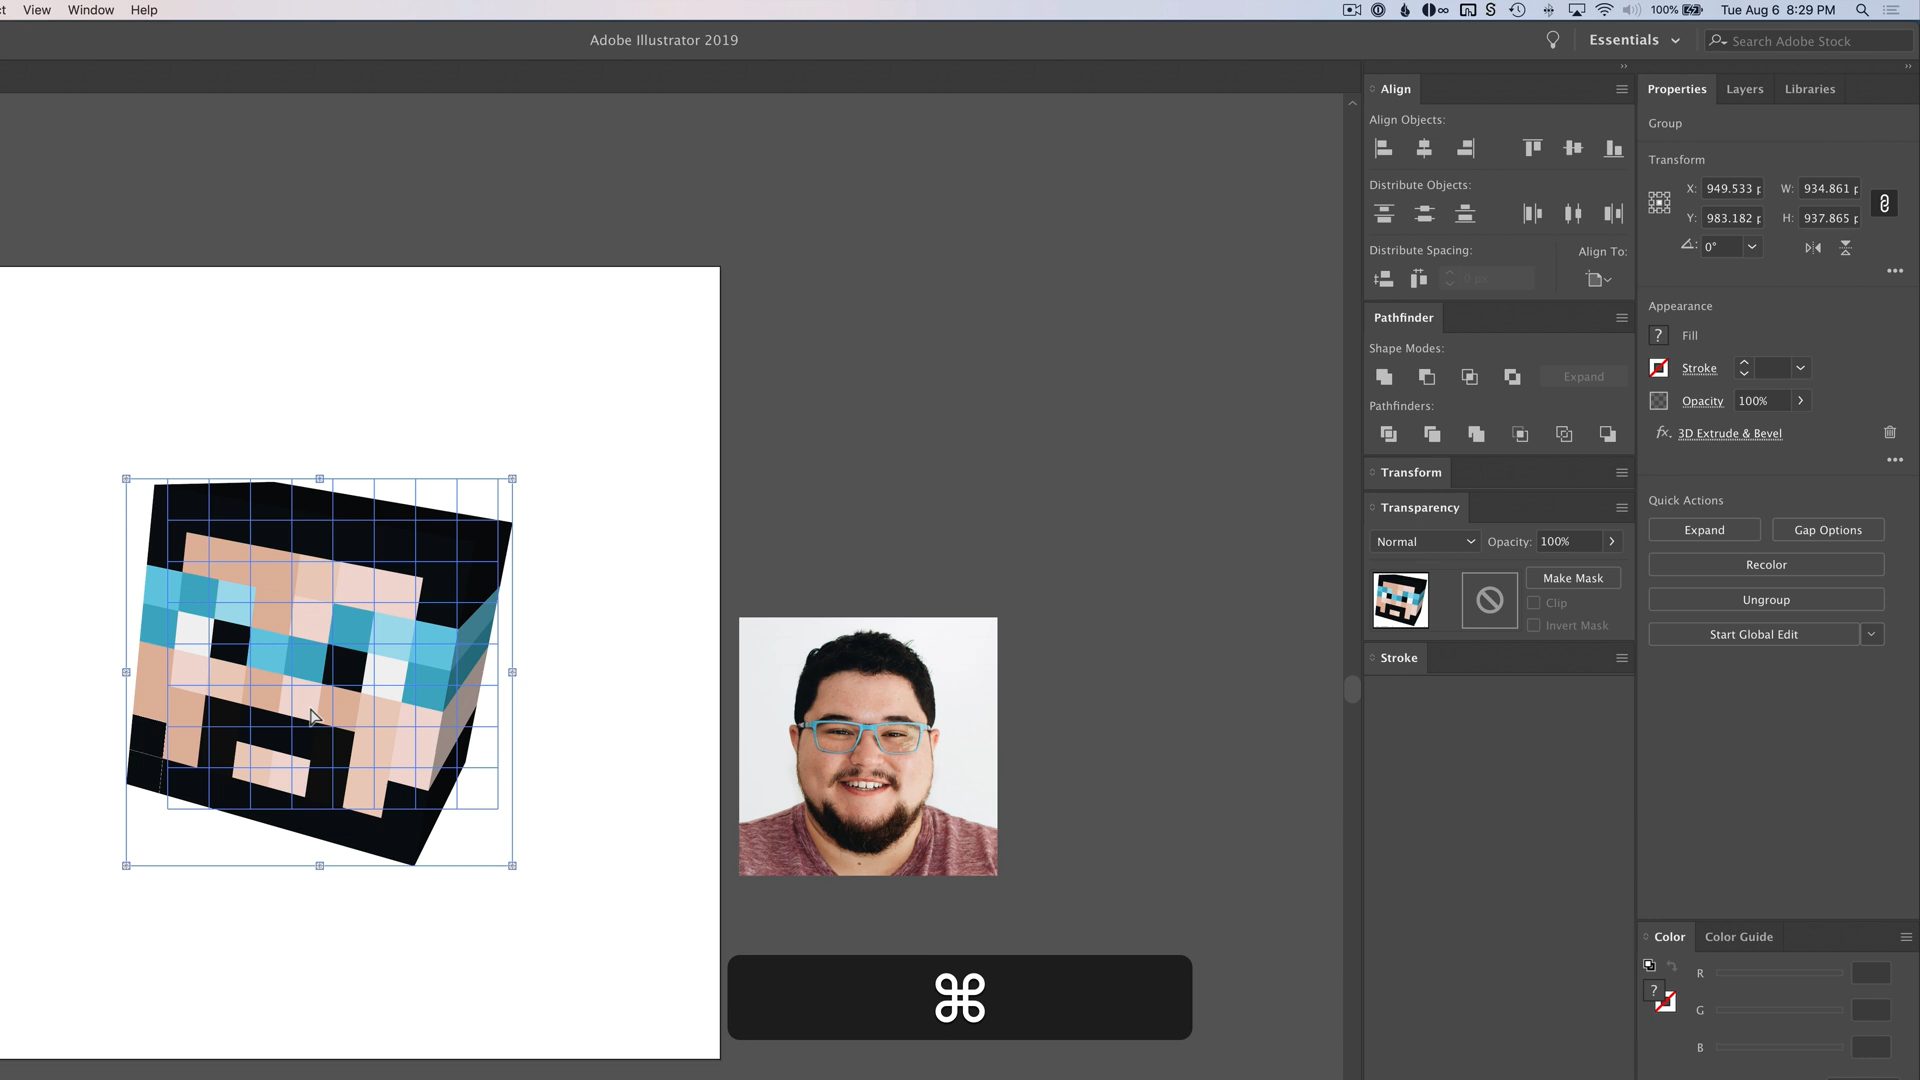 View Window Help
100% Tue Aug 6 8:29 PM
Adobe Illustrator 2019
Essentials
Search Adobe Stock
Align
Align Objects:
Distribute Objects:
Distribute Spacing:
Align To:
0 px
Pathfinder
Shape Modes:
Expand
Pathfinders:
Transform
Transparency
Normal
Opacity: 100%
Make Mask
Clip
Invert Mask
Stroke
Properties Layers Libraries
Group
Transform
X: 949.533 p W: 934.861 p
Y: 983.182 p H: 937.865 p
0°
Appearance
? Fill
Stroke
Opacity 100%
fx. 3D Extrude & Bevel
Quick Actions
Expand Gap Options
Recolor
Ungroup
Start Global Edit
Color Color Guide
R
? G
B
⌘